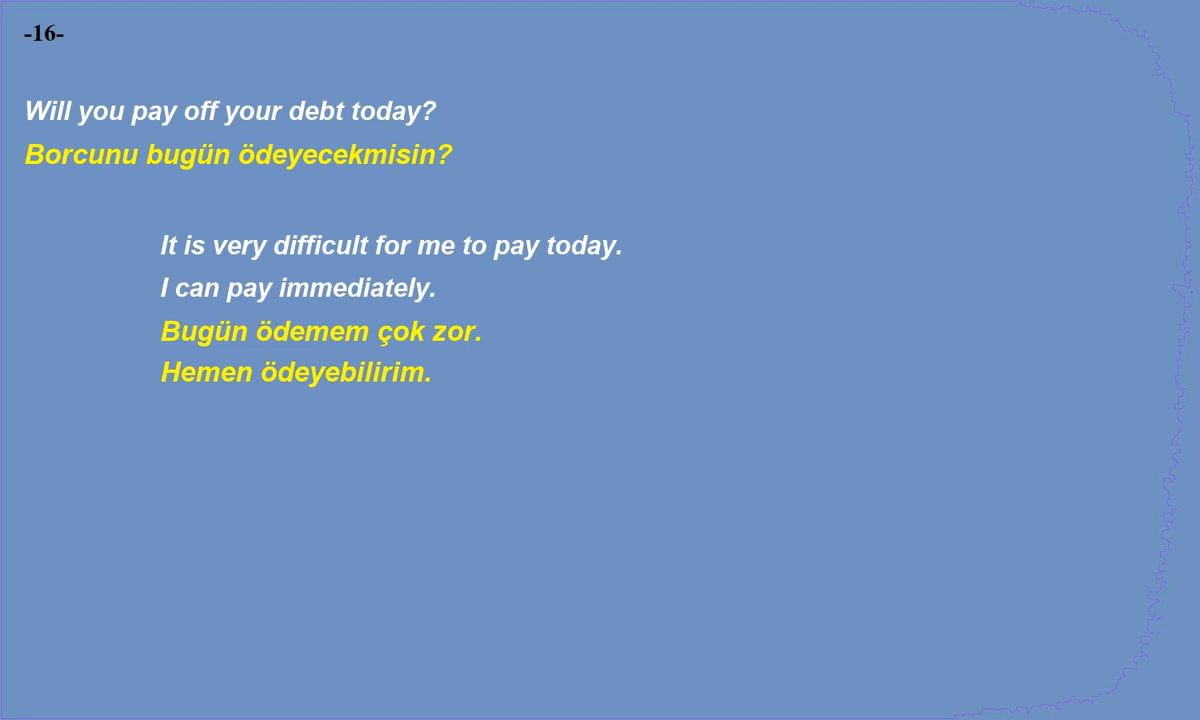 -16-
Will you pay off your debt today?
Borcunu bugün ödeyecekmisin?
It is very difficult for me to pay today.
I can pay immediately.
Bugün ödemem çok zor.
Hemen ödeyebilirim.